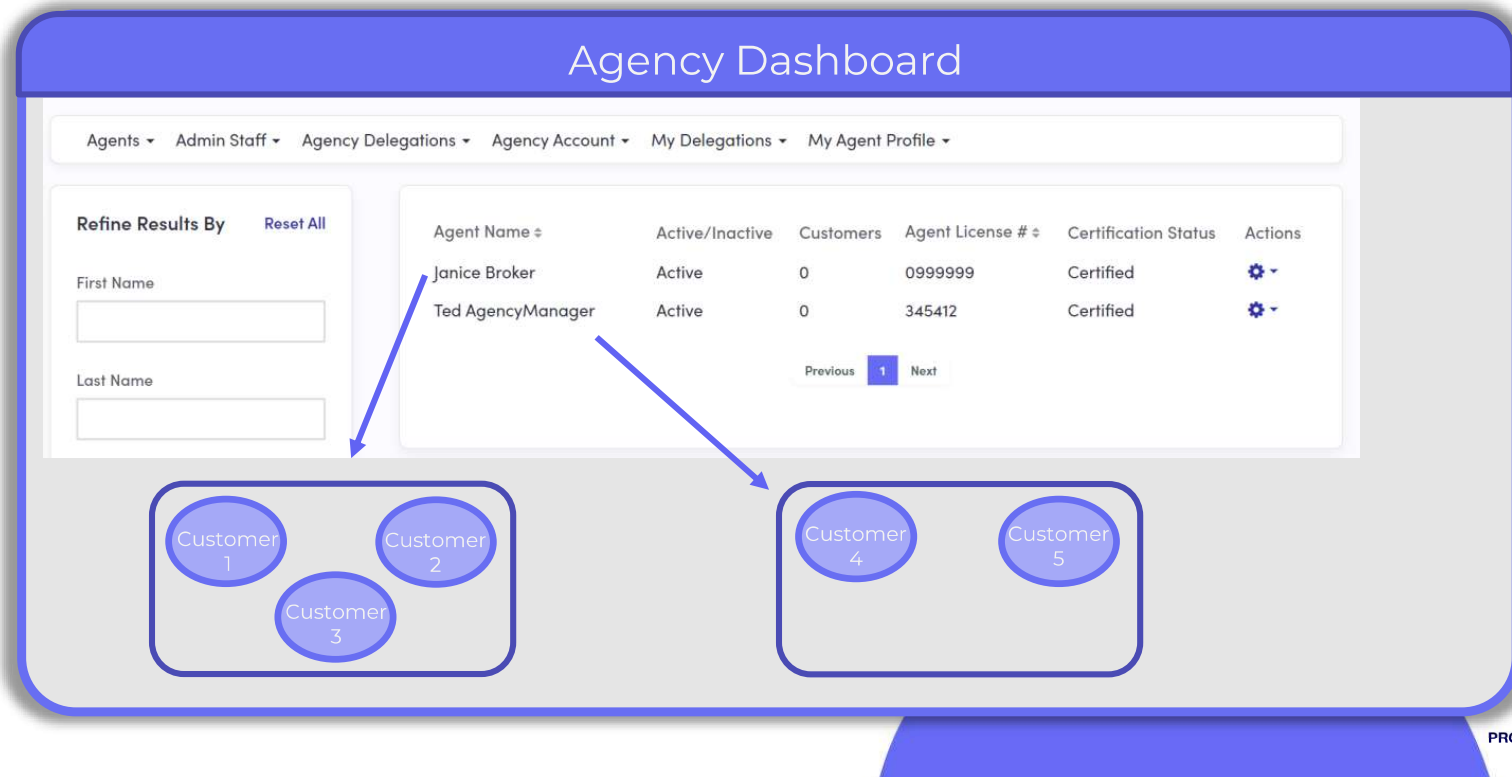 Agency Dashboard
Agents Admin Staff Agency Delegations Agency Account My Delegations My Agent Profile
Refine Results By Reset All
First Name
Last Name
Agent Name Active/Inactive Customers Agent License # Certification Status Actions
Janice Broker Active 0 0999999 Certified
Ted AgencyManager Active 0 345412 Certified
Previous 1 Next
Customer
1
Customer
2
Customer
3
Customer
4
Customer
5